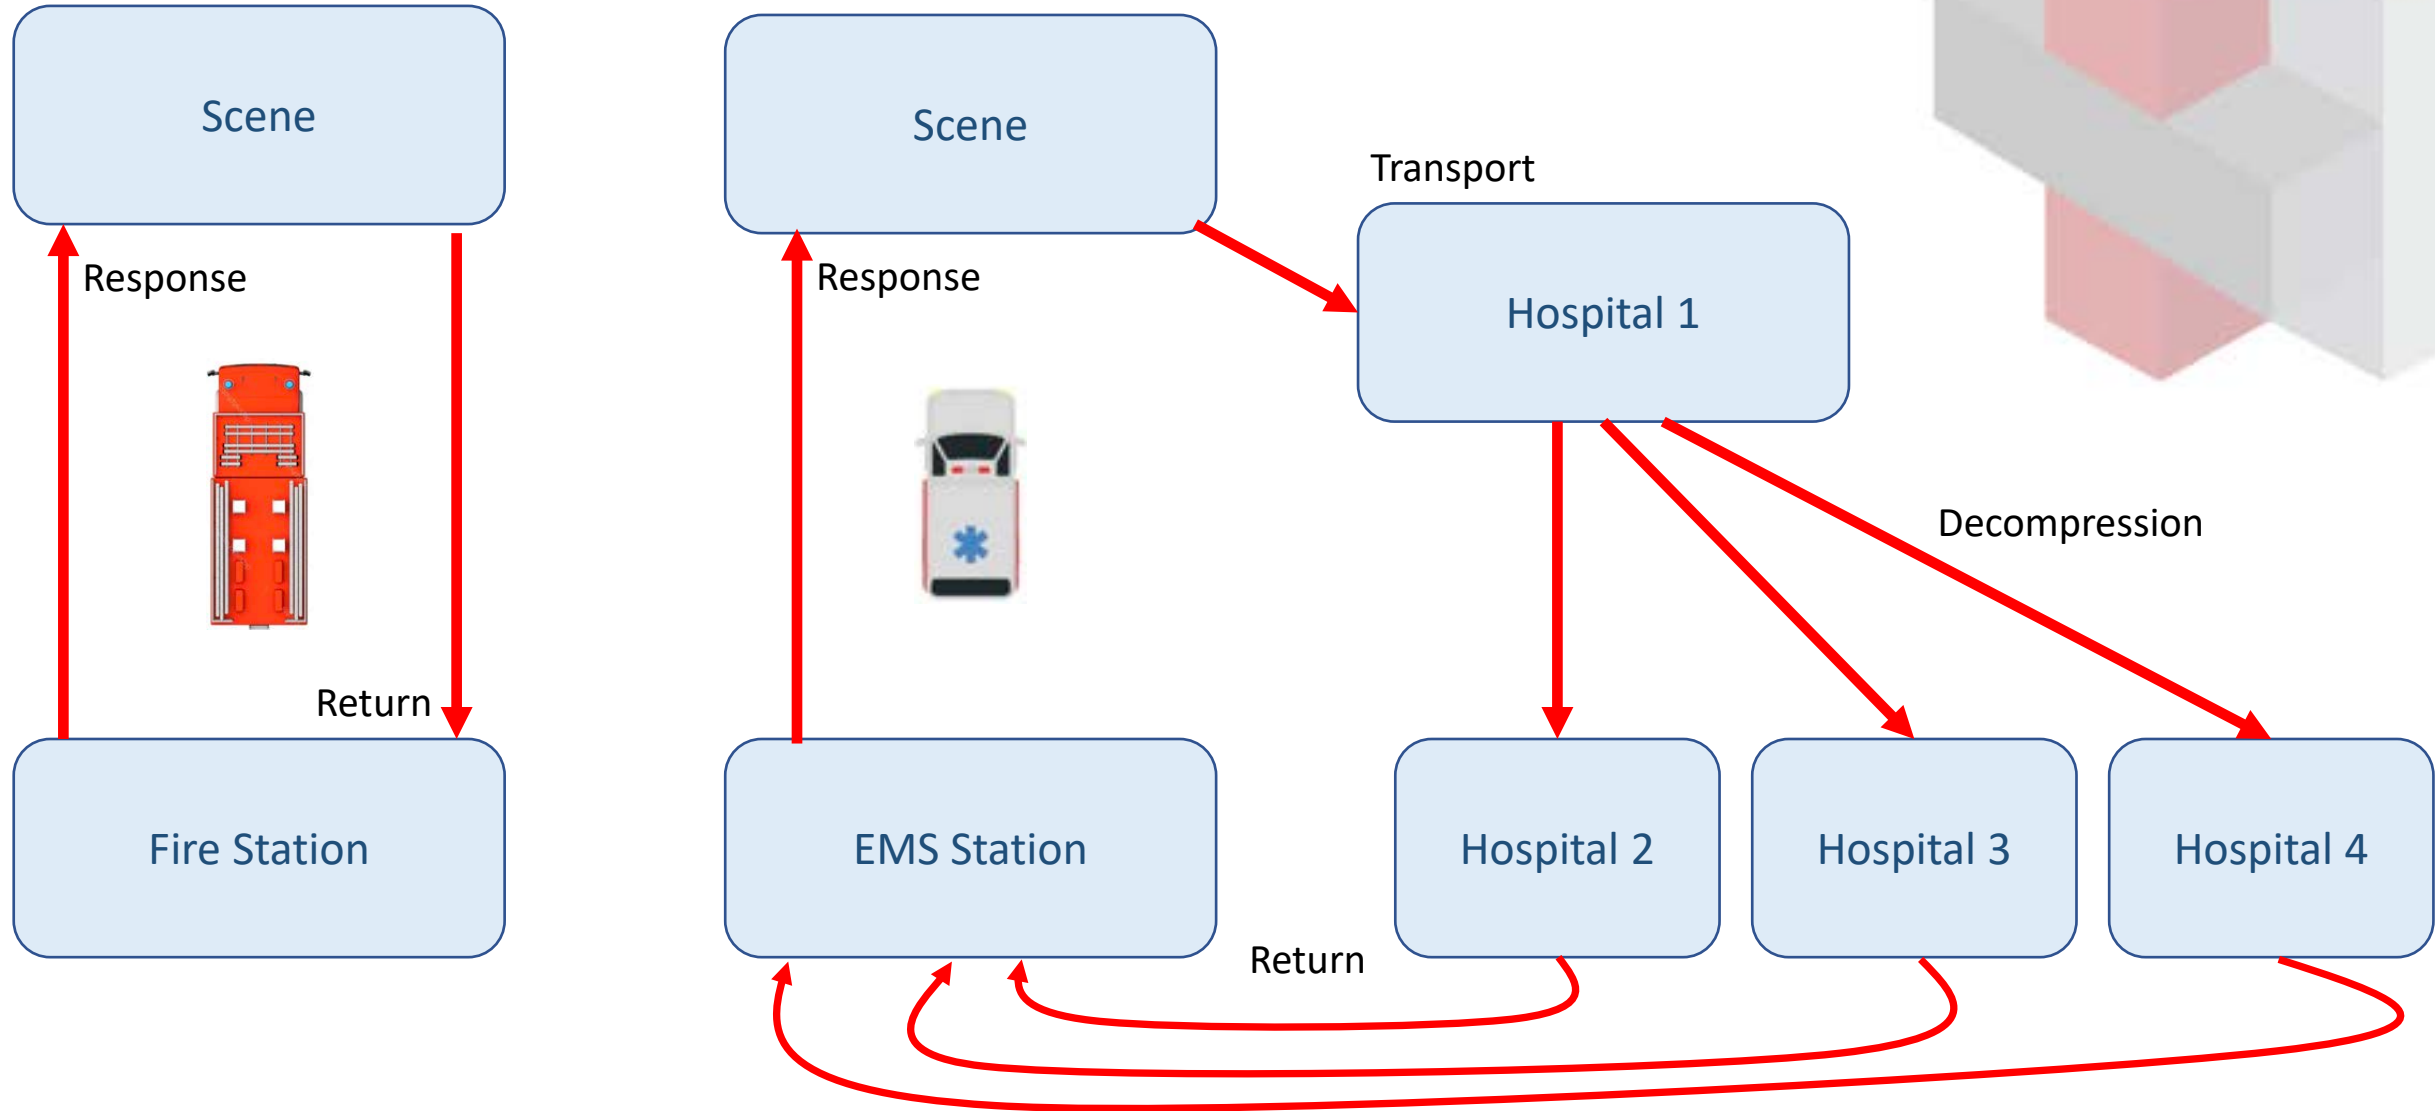 Scene
Response
Return
Fire Station
Scene
Response
EMS Station
Transport
Hospital 1
Decompression
Hospital 2
Hospital 3
Hospital 4
Return